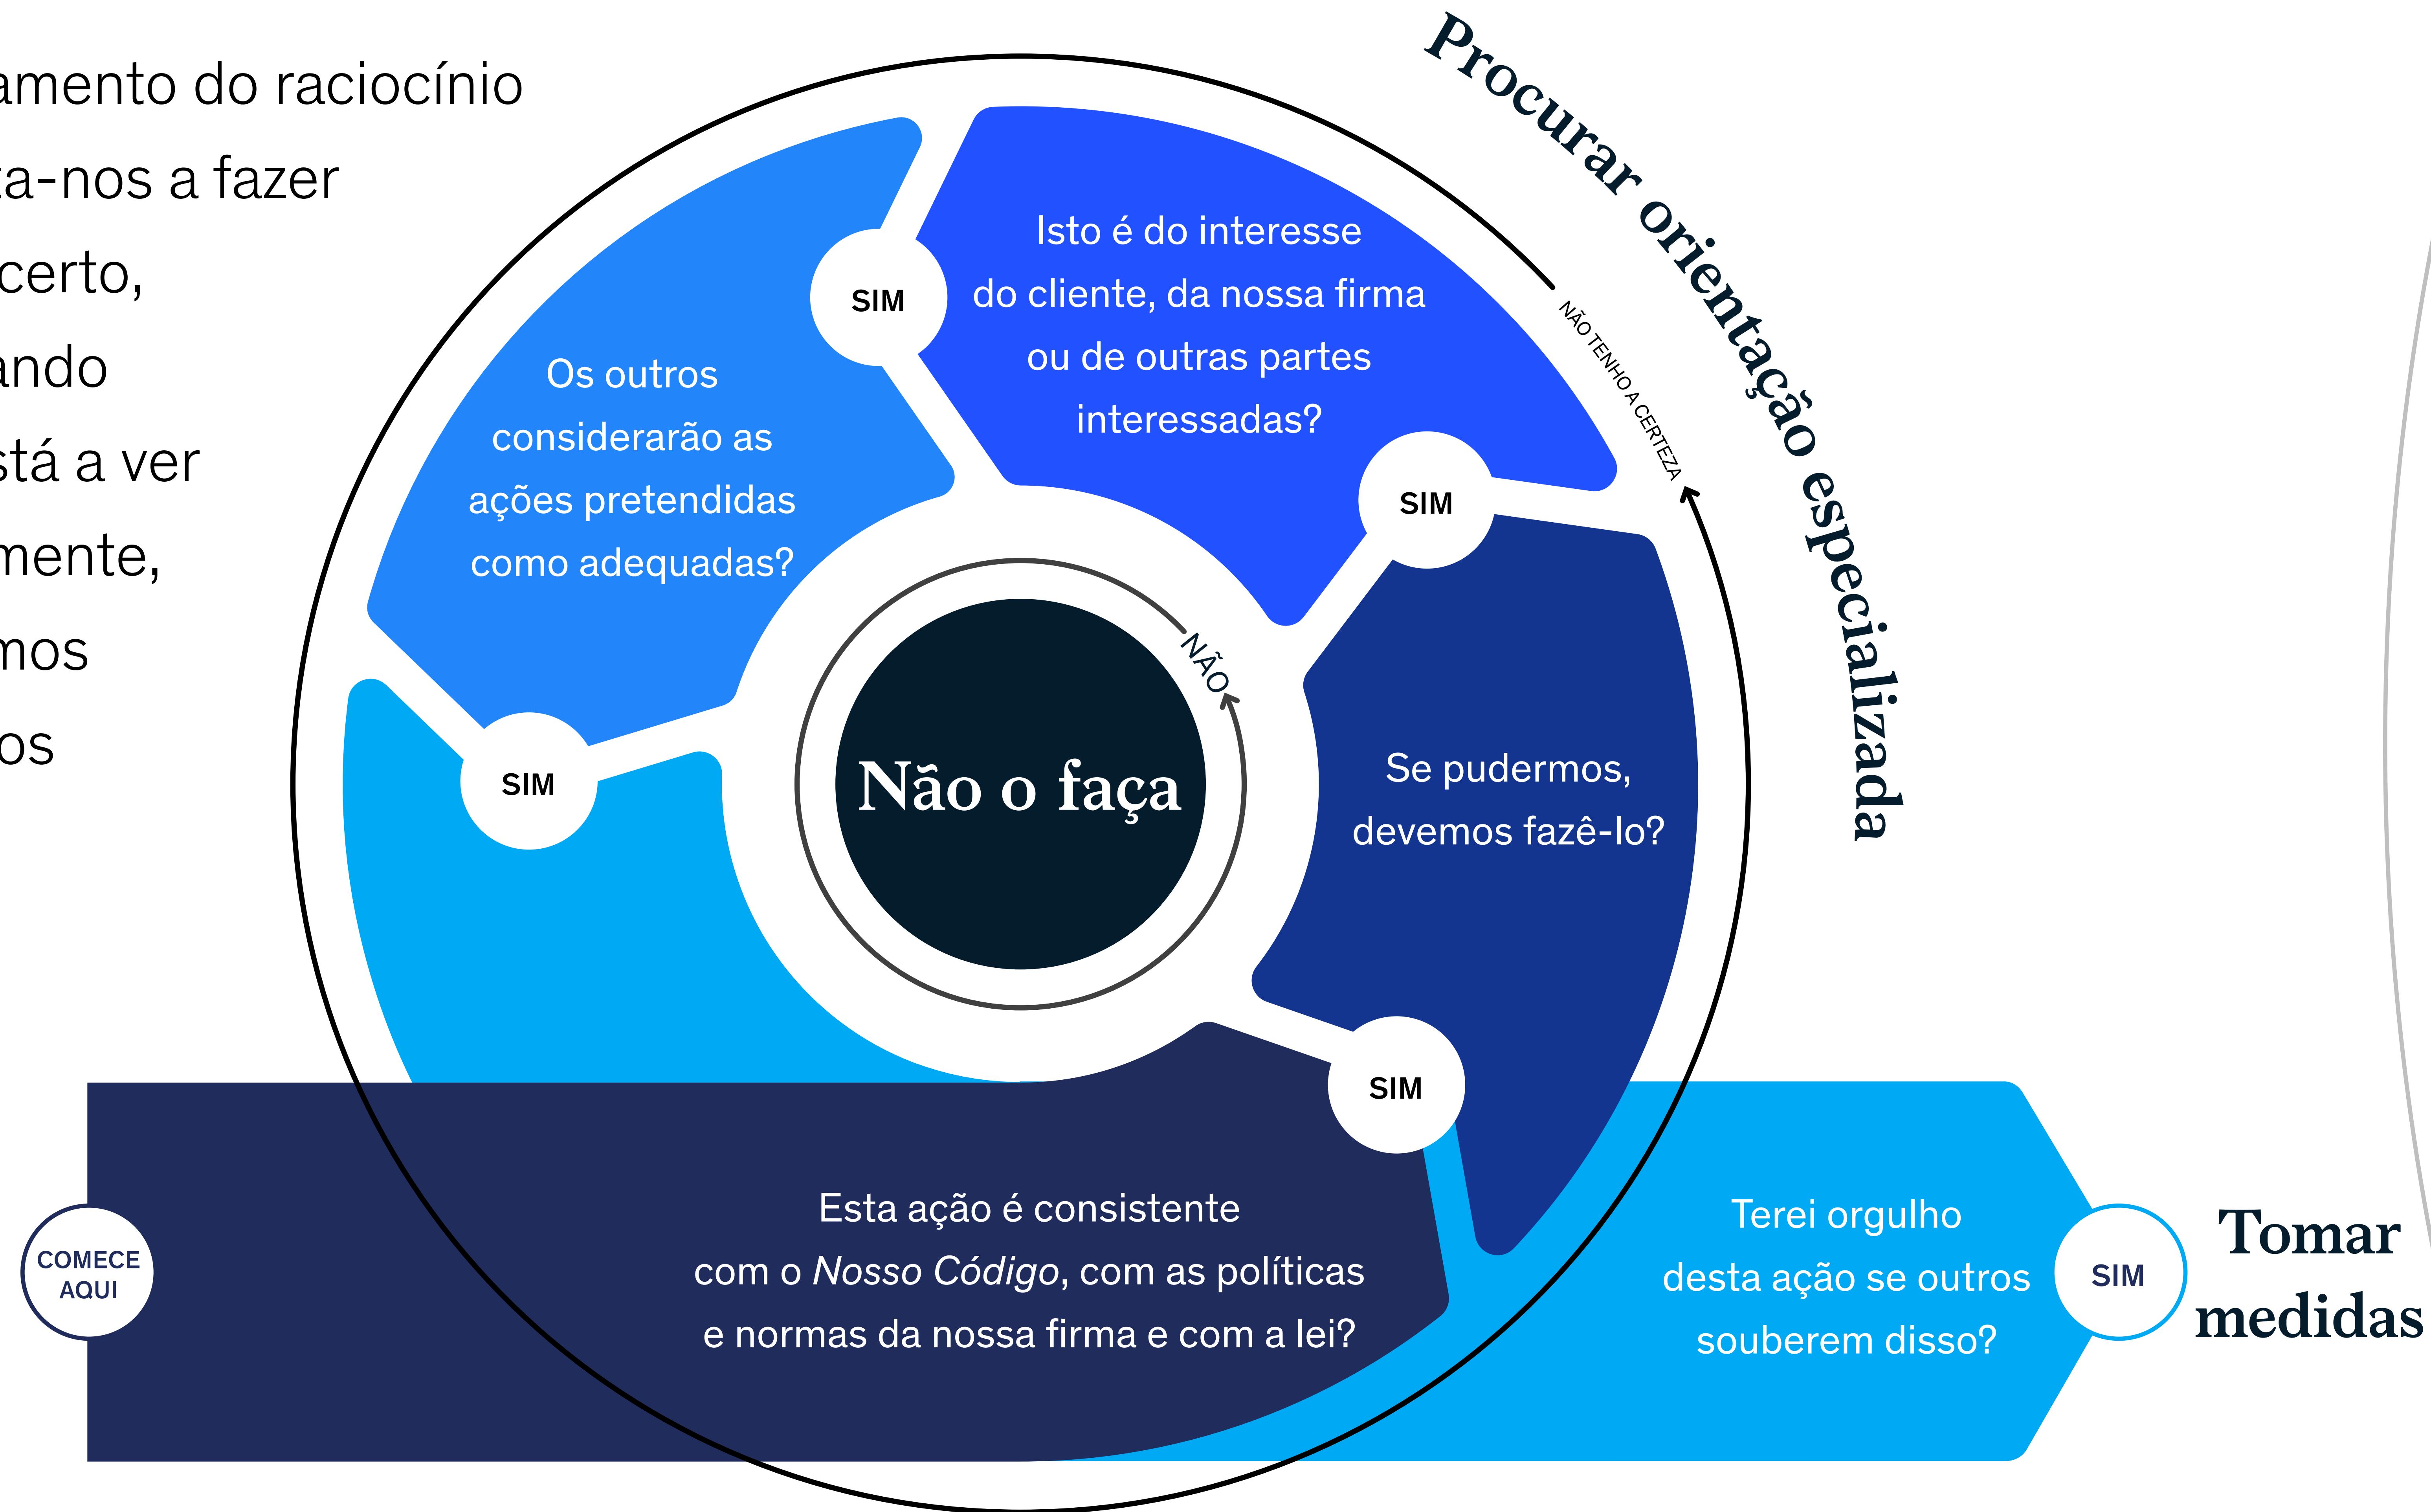 amento do raciocínio
ta-nos a fazer
certo,
ando
stá a ver
mente,
mos
os
COMECE
AQUI
Esta ação é consistente
com o Nosso Código, com as políticas
e normas da nossa firma e com a lei?
SIM
Se pudermos,
devemos fazê-lo?
SIM
Isto é do interesse
do cliente, da nossa firma
ou de outras partes
interessadas?
SIM
Os outros
considerarão as
ações pretendidas
como adequadas?
SIM
Terei orgulho
desta ação se outros
souberem disso?
SIM
Tomar
medidas
NÃO
Não o faça
NÃO TENHO A CERTEZA
Procurar orientação especializada